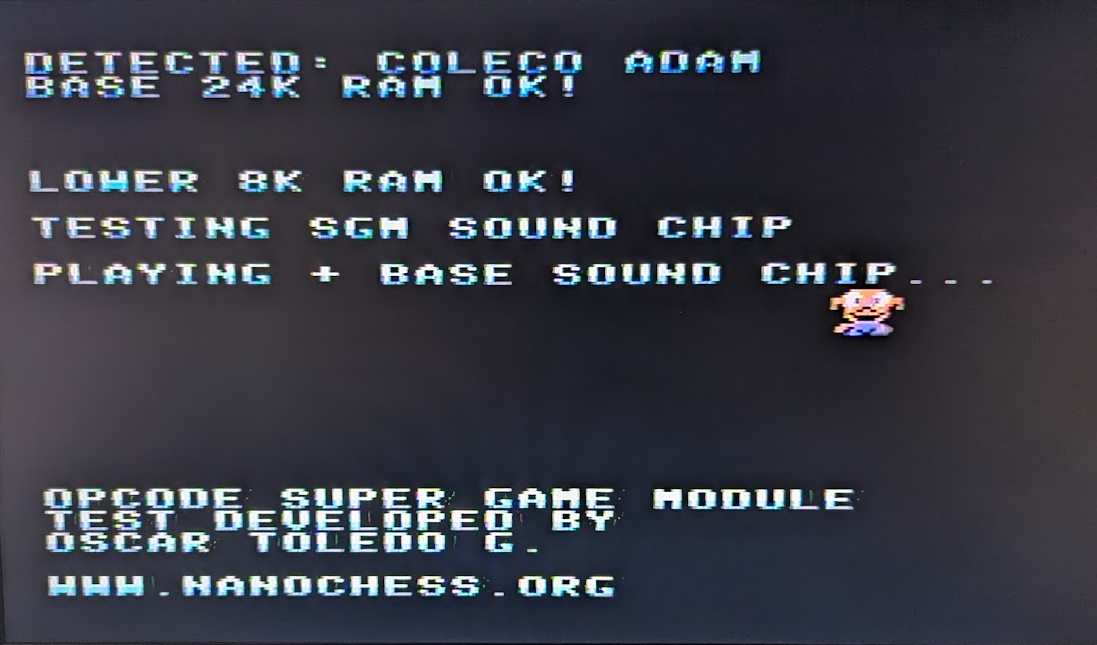 DETECTED: COLECO ADAM
BASE 24K RAM OK!
LOWER 8K RAM OK!
TESTING SGM SOUND CHIP
PLAYING + BASE SOUND CHIP...
OPCODE SUPER GAME MODULE
TEST DEVELOPED BY
OSCAR TOLEDO G.
WWW.NANOCHESS.ORG